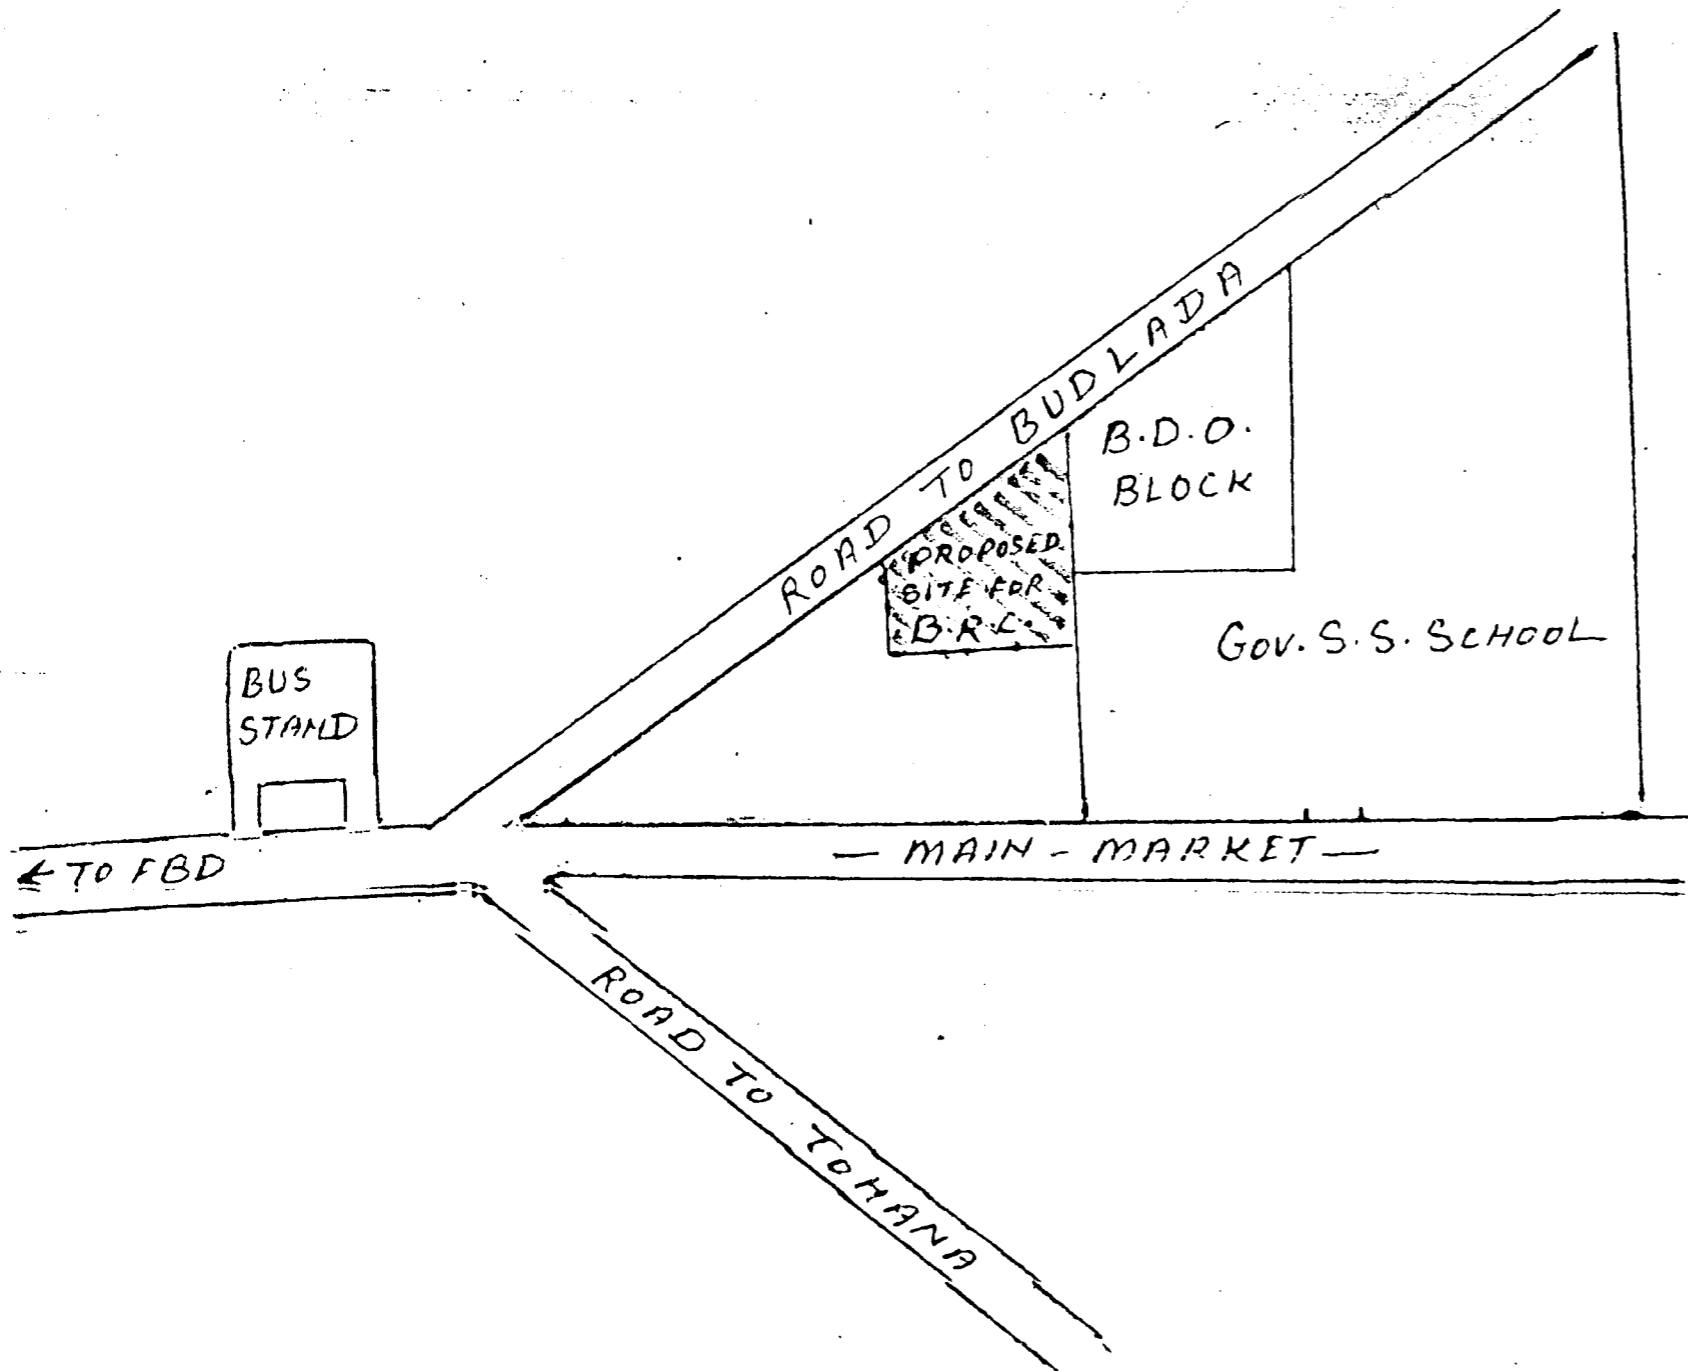 ROAD TO BUDLADA
B.D.O.
BLOCK
PROPOSED
SITE FOR
B.R.C.
GOV. S.S. SCHOOL
BUS
STAND
← TO FBD
— MAIN - MARKET —
ROAD TO TOHANA